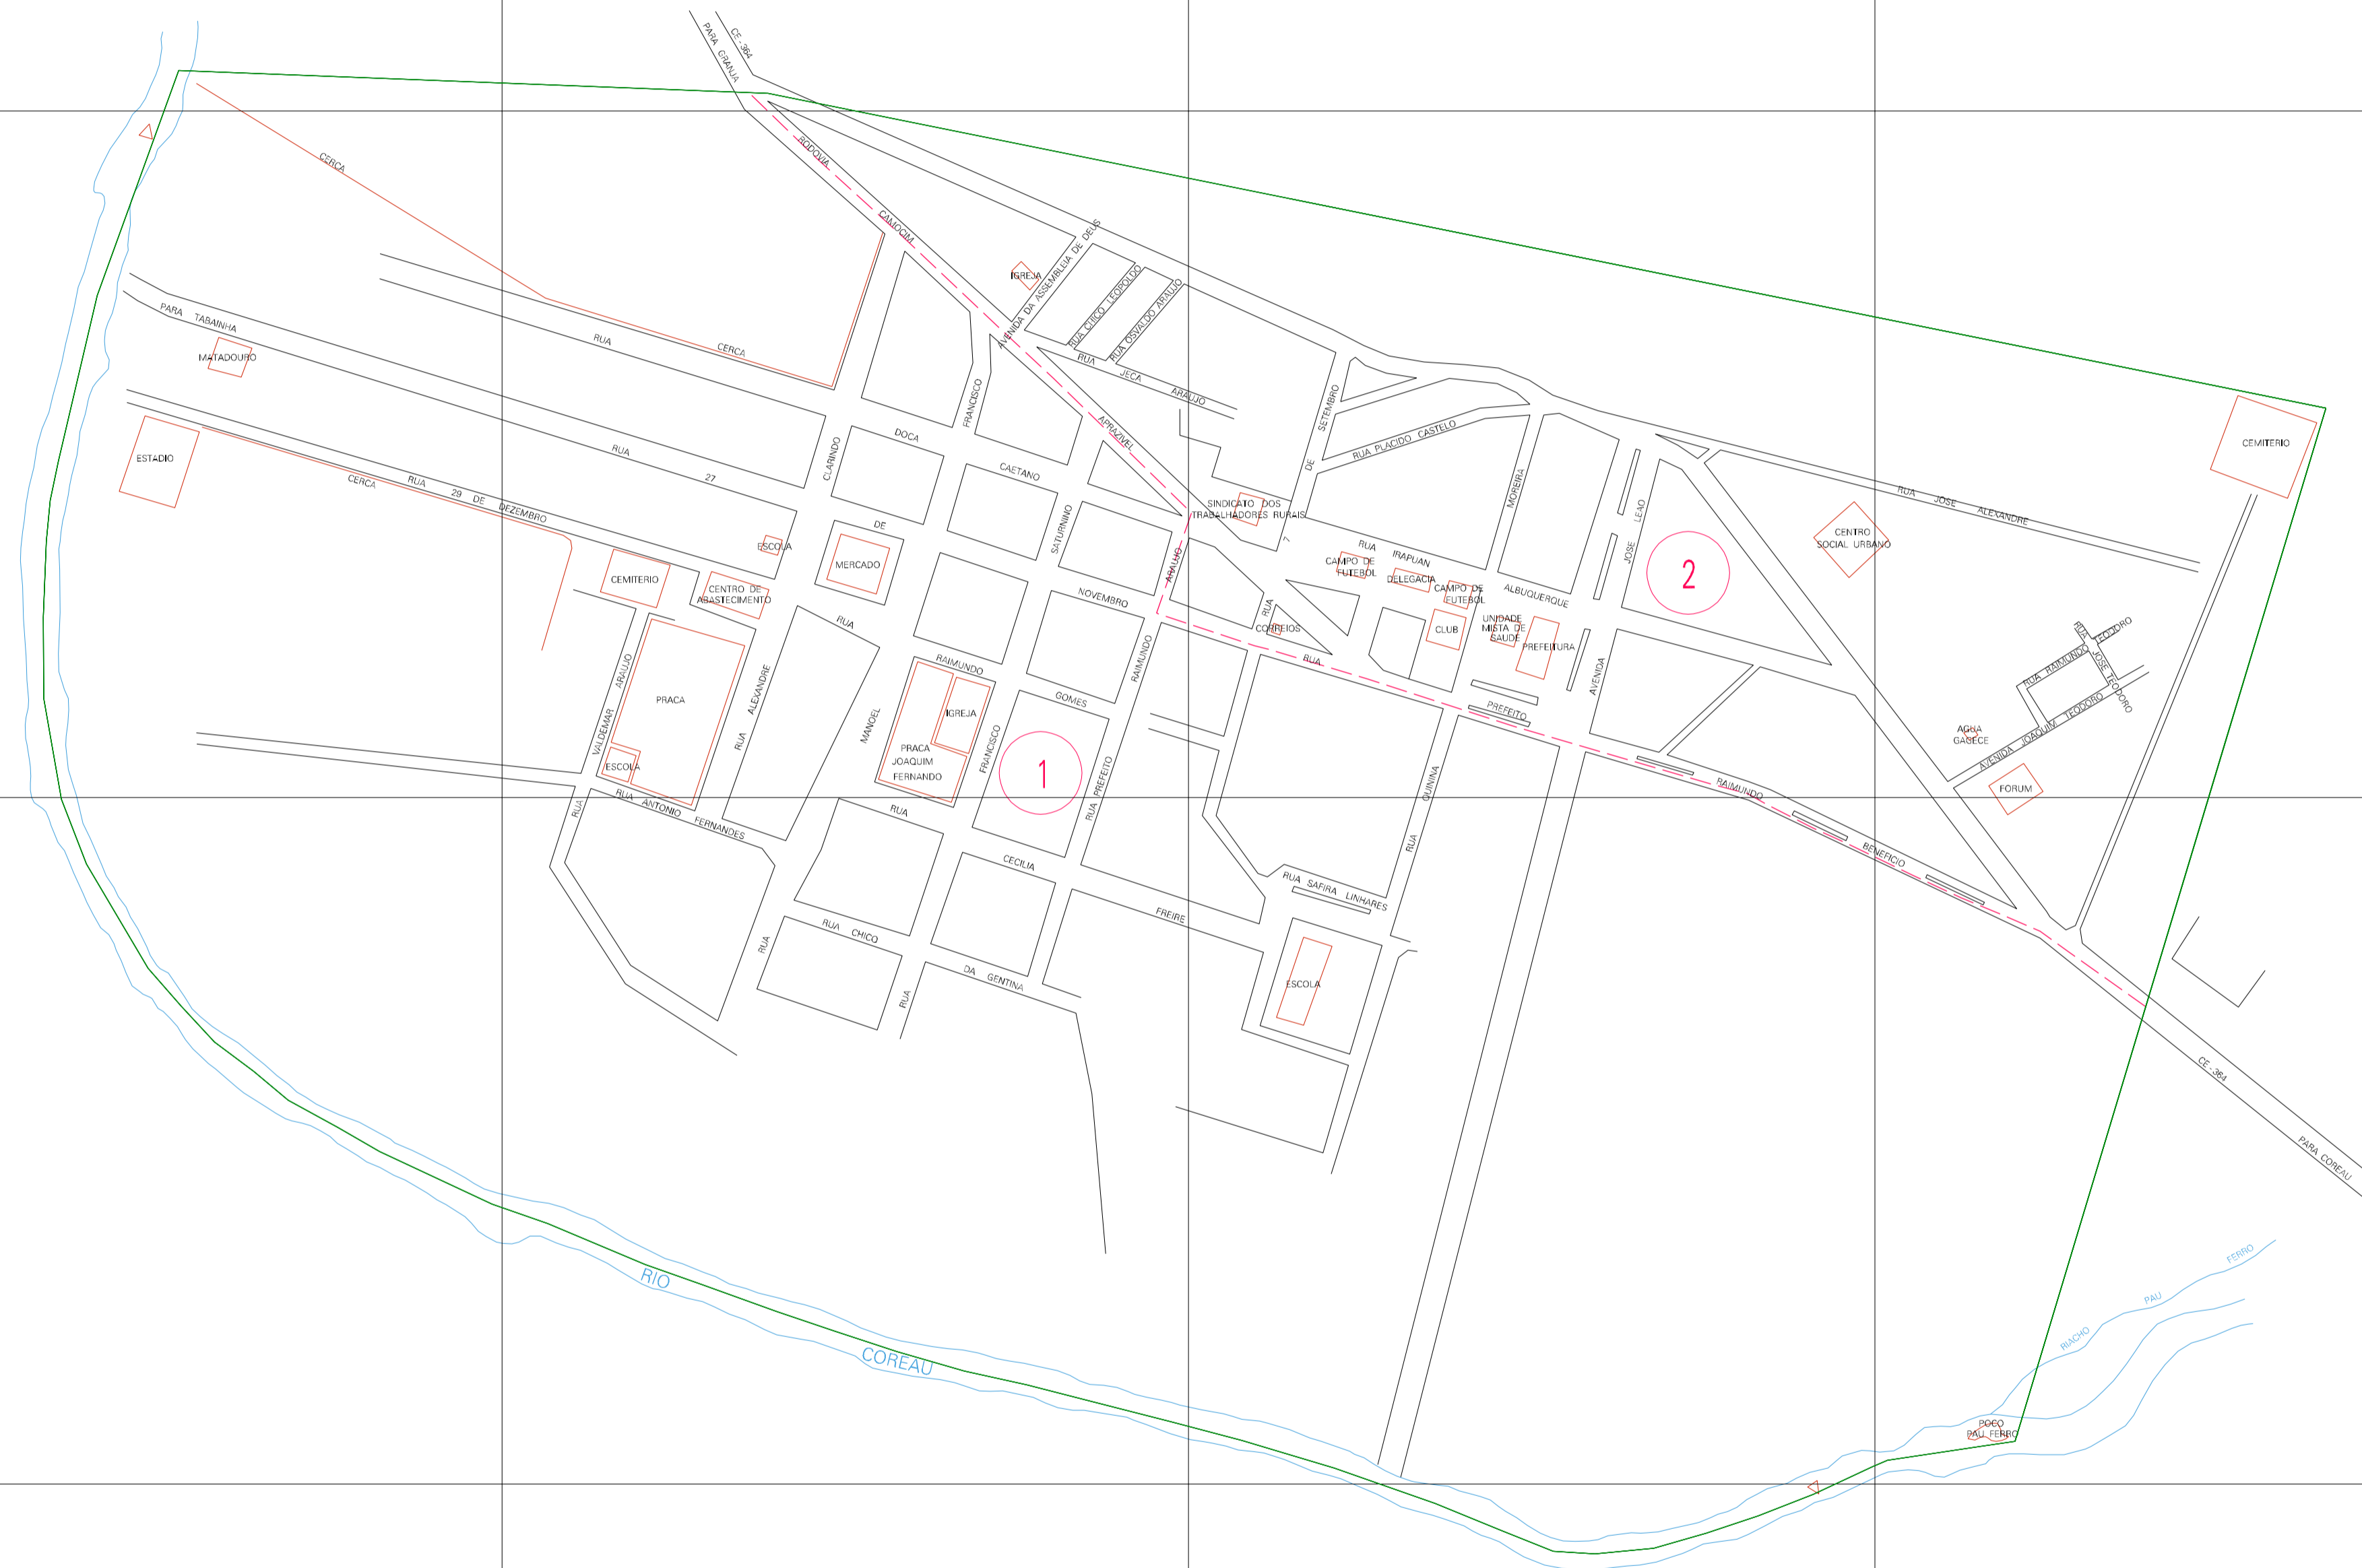 CE - 364
PARA GRANJA
RODOVIA
CERCA
CAMOCIM
AVENIDA DA ASSEMBLEIA DE DEUS
IGREJA
RUA CHICO LEOPOLDO
RUA OSVALDO ARAUJO
PARA TABAINHA
RUA
CERCA
MATADOURO
RUA JECA ARAUJO
FRANCISCO
SETEMBRO
DE
7
APRAZIVEL
RUA PLACIDO CASTELO
DOCA
CAETANO
CLARINDO
CEMITERIO
ESTADIO
RUA 27
CERCA
RUA 29 DE DEZEMBRO
MOREIRA
RUA JOSE ALEXANDRE
SINDICATO DOS
TRABALHADORES RURAIS
SATURNINO
LEAO
JOSE
DE
CENTRO
SOCIAL URBANO
ESCOLA
MERCADO
RUA IRAPUAN
ALBUQUERQUE
CAMPO DE
FUTEBOL
DELEGACIA
CAMPO DE
FUTEBOL
2
ARAUJO
CEMITERIO
CENTRO DE
ABASTECIMENTO
NOVEMBRO
RUA
RUA
CORREIOS
CLUB
UNIDADE
MISTA DE
SAUDE
PREFEITURA
RUA
TEODORO
RUA RAIMUNDO
JOSE TEODORO
RAIMUNDO
RAIMUNDO
RUA
ARAUJO
VALDEMAR
PRACA
ALEXANDRE
RUA
MANOEL
IGREJA
GOMES
AVENIDA
PREFEITO
PRACA
JOAQUIM
FERNANDO
FRANCISCO
1
AGUA
GAGECE
AVENIDA JOAQUIM TEODORO
ESCOLA
RUA PREFEITO
QUININA
RUA
RAIMUNDO
FORUM
RUA ANTONIO FERNANDES
RUA
RUA
CECILIA
BENEFICIO
RUA SAFIRA LINHARES
FREIRE
RUA CHICO
RUA
DA GENTINA
RUA
ESCOLA
CE - 364
PARA COREAU
RIO
COREAU
FERRO
PAU
RIACHO
POCO
PAU FERRO